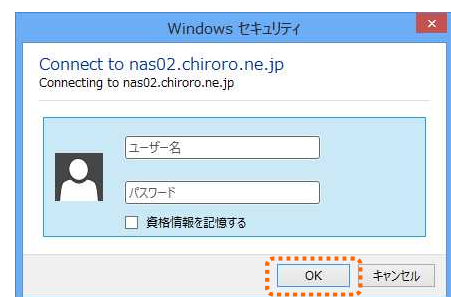 Windows セキュリティ
Connect to nas02.chiroro.ne.jp
Connecting to nas02.chiroro.ne.jp
ユーザー名
パスワード
資格情報を記憶する
OK
キャンセル